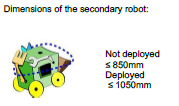 Dimensions of the secondary robot:
Not deployed
≤850mm
Deployed
≤1050mm